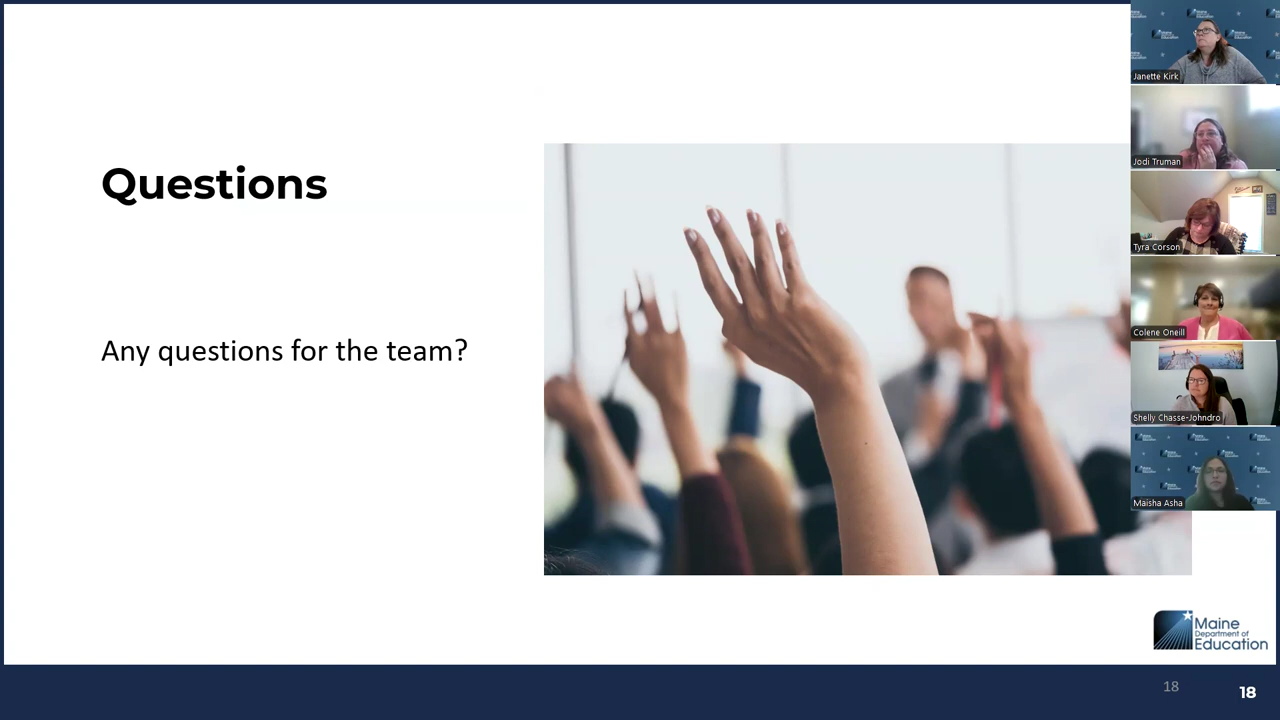 Questions
Any questions for the team?
Janette Kirk
Jodi Truman
Tyra Corson
Colene Oneill
Shelly Chasse-Johndro
Maisha Asha
Maine
Department of
Education
18
18